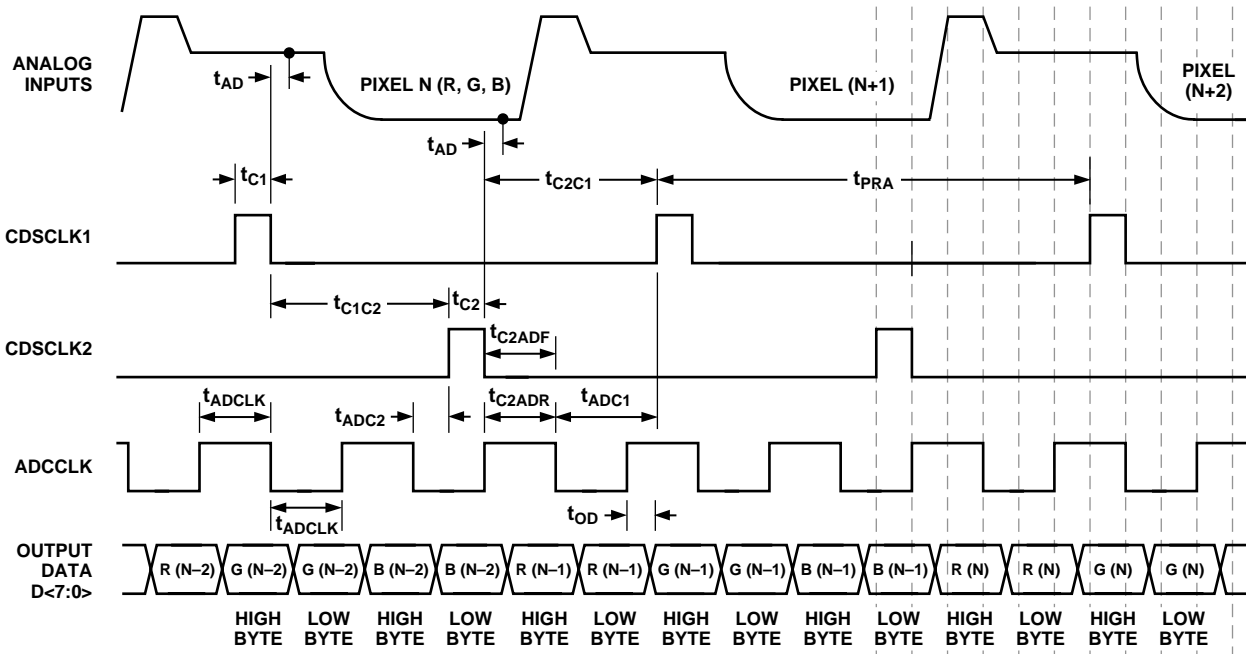 ANALOG
INPUTS
tAD
PIXEL N (R, G, B)
PIXEL (N+1)
PIXEL
(N+2)
tAD
tC1
tC2C1
tPRA
CDSCLK1
tC1C2
tC2
tC2ADF
CDSCLK2
tADCLK
tADC2
tC2ADR
tADC1
ADCCLK
tADCLK
tOD
OUTPUT
DATA
D<7:0>
R (N–2) G (N–2) G (N–2) B (N–2) B (N–2) R (N–1) R (N–1) G (N–1) G (N–1) B (N–1) B (N–1) R (N) R (N) G (N) G (N)
HIGH LOW HIGH LOW HIGH LOW HIGH LOW HIGH LOW HIGH LOW HIGH LOW
BYTE BYTE BYTE BYTE BYTE BYTE BYTE BYTE BYTE BYTE BYTE BYTE BYTE BYTE